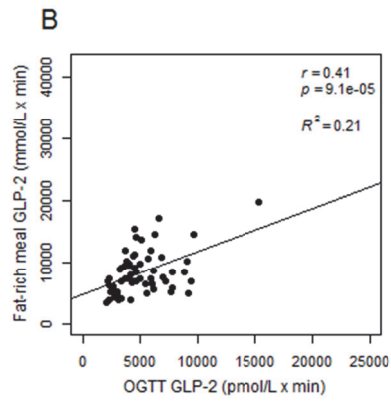 B
r = 0.41
p = 9.1e-05
R² = 0.21
Fat-rich meal GLP-2 (mmol/L x min)
40000
30000
20000
10000
0
0 5000 10000 15000 20000 25000
OGTT GLP-2 (pmol/L x min)